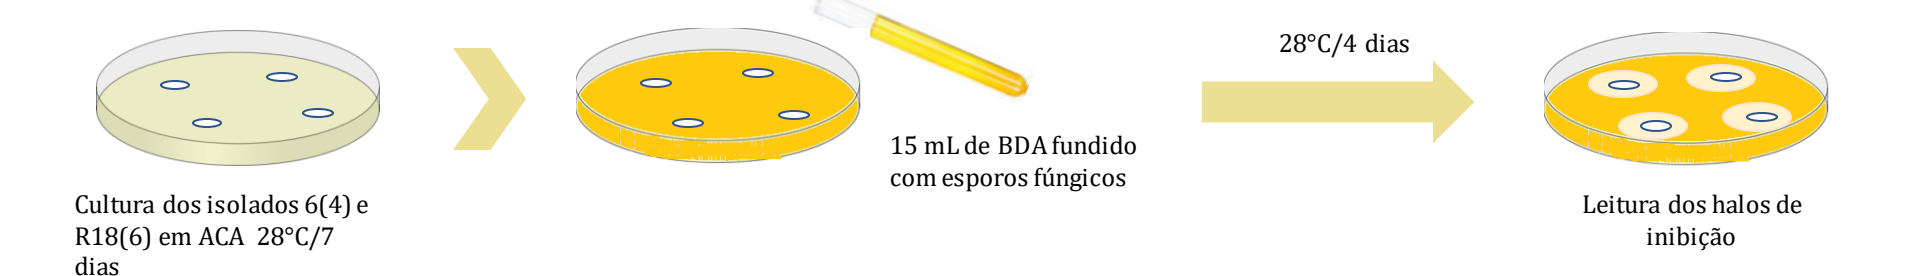 Cultura dos isolados 6(4) e
R18(6) em ACA 28°C/7
dias
15 mL de BDA fundido
com esporos fúngicos
28°C/4 dias
Leitura dos halos de
inibição